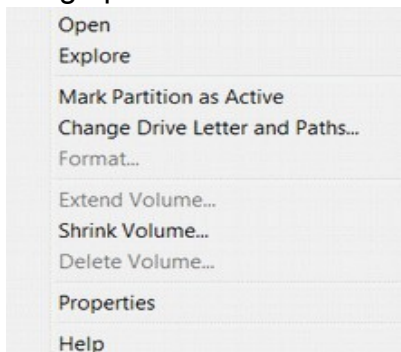 Open
Explore
Mark Partition as Active
Change Drive Letter and Paths...
Format...
Extend Volume...
Shrink Volume...
Delete Volume...
Properties
Help